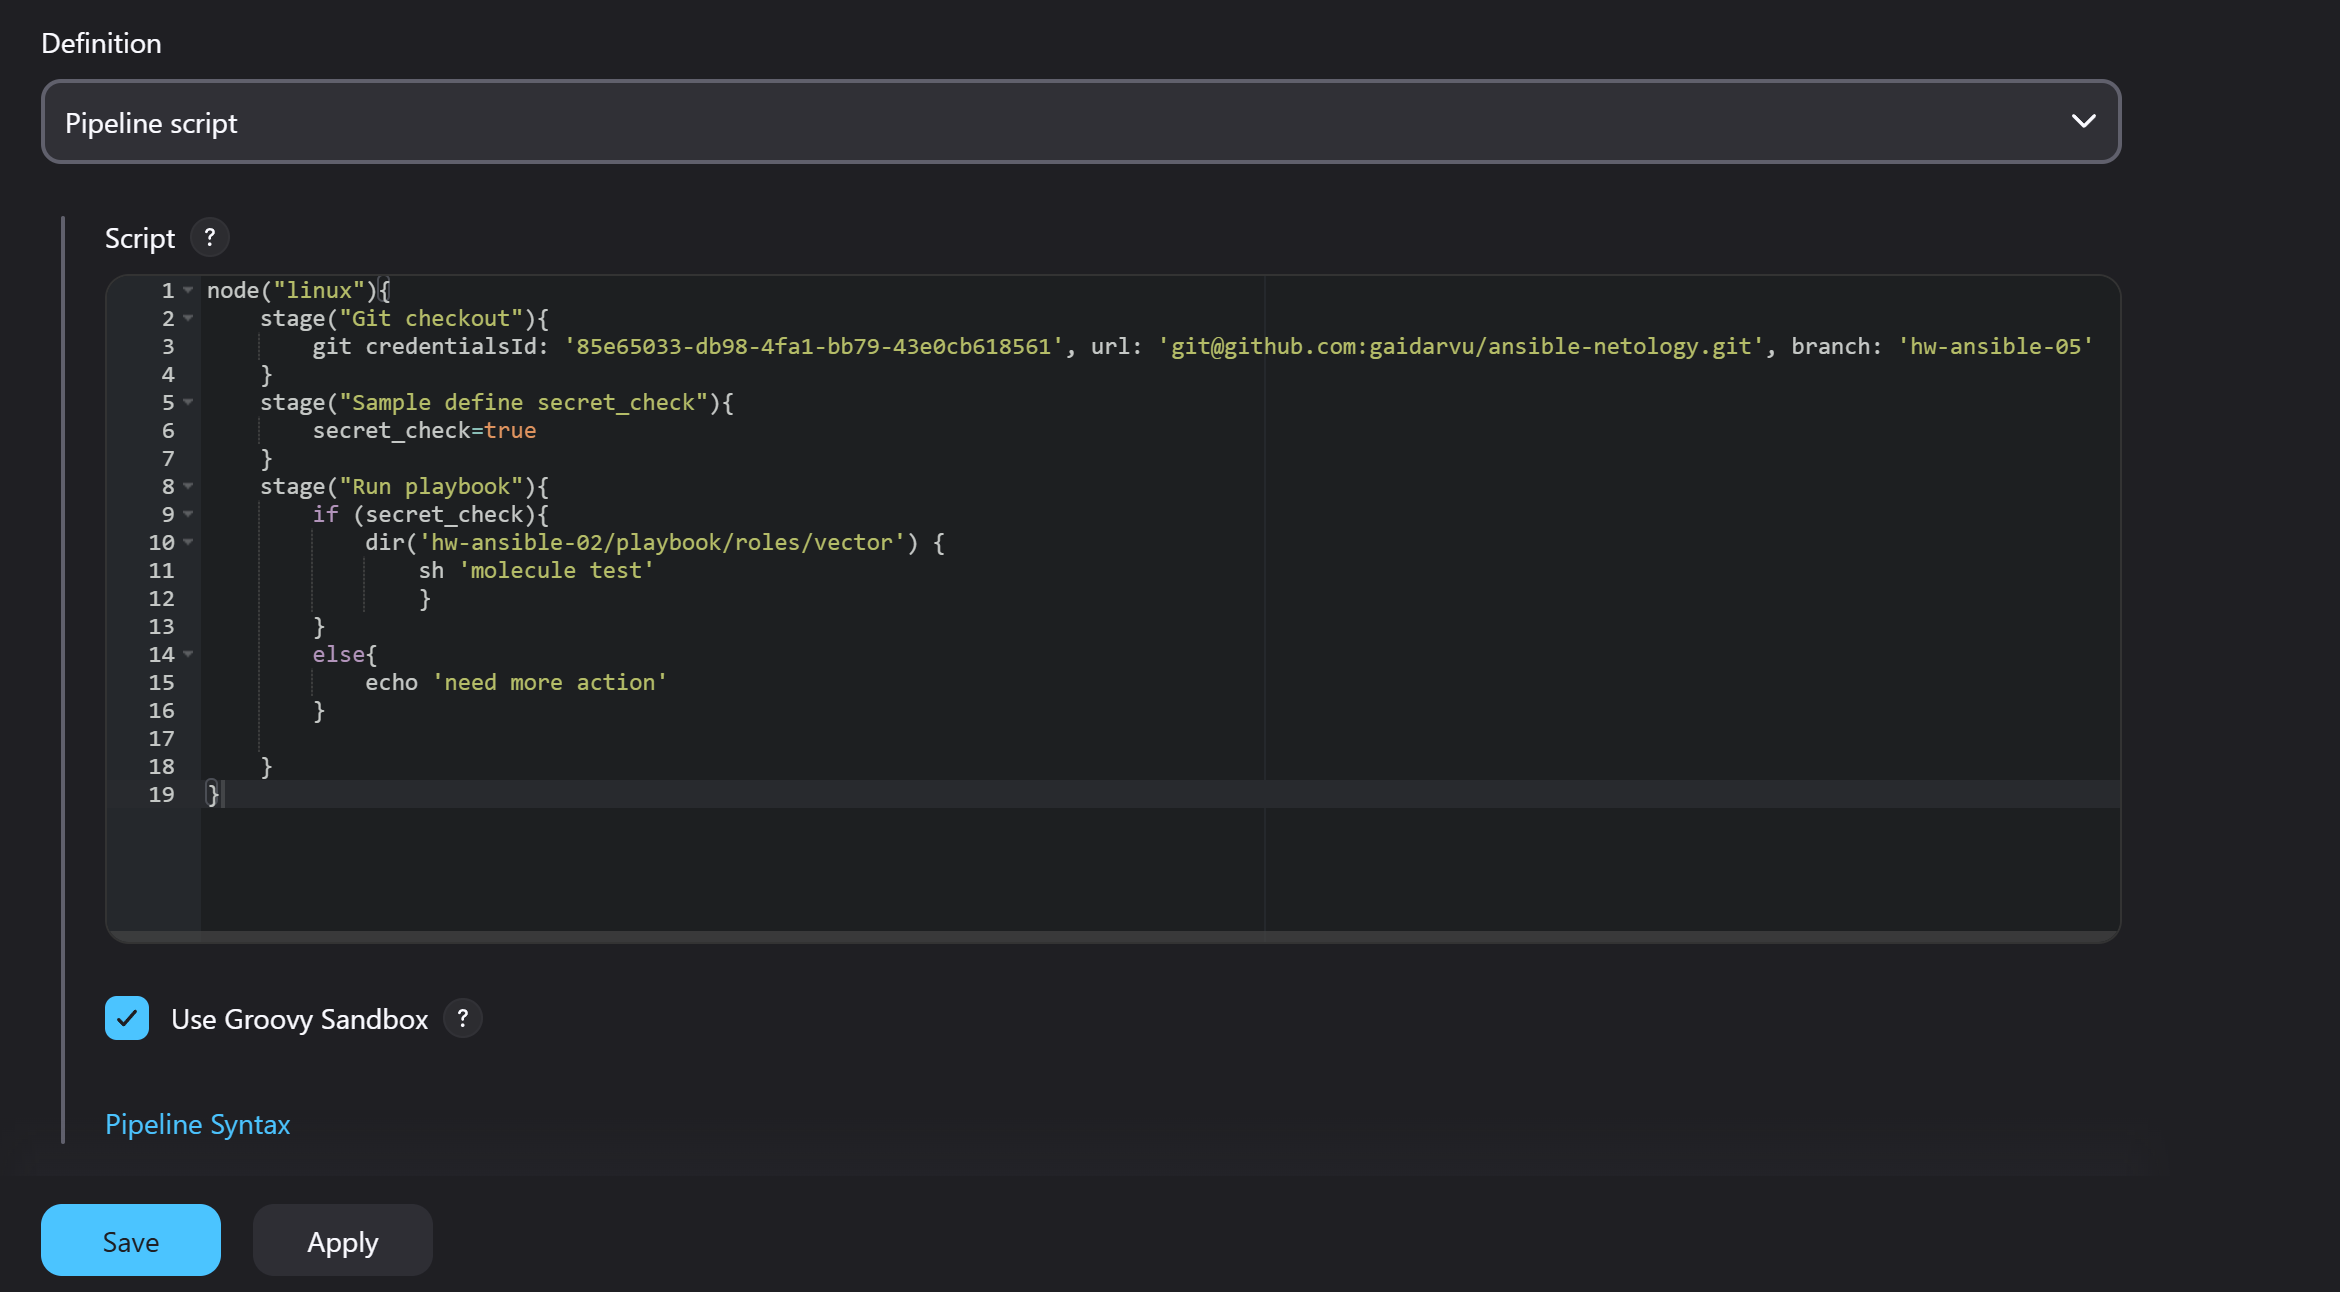 Definition
Pipeline script
Script ?
1 node("linux"){
2     stage("Git checkout"){
3         git credentialsId: '85e65033-db98-4fa1-bb79-43e0cb618561', url: 'git@github.com:gaidarvu/ansible-netology.git', branch: 'hw-ansible-05'
4     }
5     stage("Sample define secret_check"){
6         secret_check=true
7     }
8     stage("Run playbook"){
9         if (secret_check){
10             dir('hw-ansible-02/playbook/roles/vector') {
11                 sh 'molecule test'
12                 }
13         }
14         else{
15             echo 'need more action'
16         }
17
18     }
19 }
Use Groovy Sandbox ?
Pipeline Syntax
Save Apply